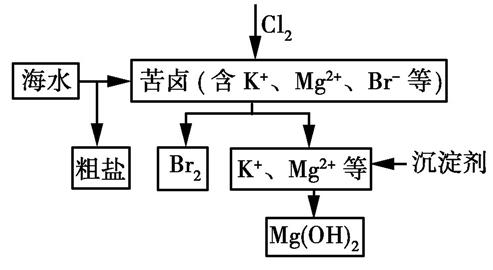 Cl₂
海水
苦卤(含K⁺、Mg²⁺、Br⁻等)
粗盐
Br₂
K⁺、Mg²⁺等
沉淀剂
Mg(OH)₂